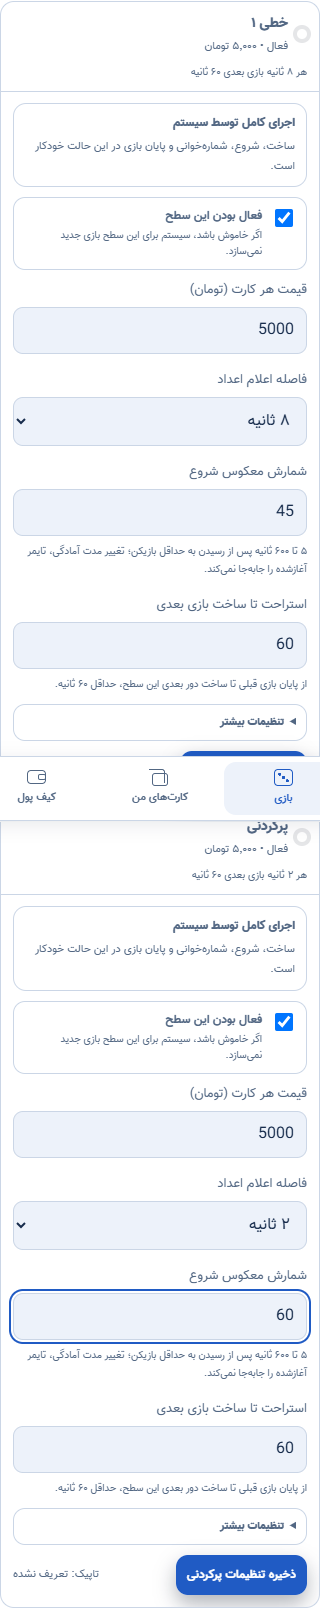 خطی ۱
فعال • ۵,۰۰۰ تومان
هر ۸ ثانیه بازی بعدی ۶۰ ثانیه
اجرای کامل توسط سیستم
ساخت، شروع، شماره‌خوانی و پایان بازی در این حالت خودکار
است.
فعال بودن این سطح
اگر خاموش باشد، سیستم برای این سطح بازی جدید
نمی‌سازد.
قیمت هر کارت (تومان)
5000
فاصله اعلام اعداد
۸ ثانیه
شمارش معکوس شروع
45
۵ تا ۶۰۰ ثانیه پس از رسیدن به حداقل بازیکن؛ تغییر مدت آمادگی، تایمر
آغازشده را جابه‌جا نمی‌کند.
استراحت تا ساخت بازی بعدی
60
از پایان بازی قبلی تا ساخت دور بعدی این سطح، حداقل ۶۰ ثانیه.
تنظیمات بیشتر
بازی
کارت‌های من
کیف پول
پرکردنی
فعال • ۵,۰۰۰ تومان
هر ۲ ثانیه بازی بعدی ۶۰ ثانیه
اجرای کامل توسط سیستم
ساخت، شروع، شماره‌خوانی و پایان بازی در این حالت خودکار
است.
فعال بودن این سطح
اگر خاموش باشد، سیستم برای این سطح بازی جدید
نمی‌سازد.
قیمت هر کارت (تومان)
5000
فاصله اعلام اعداد
۲ ثانیه
شمارش معکوس شروع
60
۵ تا ۶۰۰ ثانیه پس از رسیدن به حداقل بازیکن؛ تغییر مدت آمادگی، تایمر
آغازشده را جابه‌جا نمی‌کند.
استراحت تا ساخت بازی بعدی
60
از پایان بازی قبلی تا ساخت دور بعدی این سطح، حداقل ۶۰ ثانیه.
تنظیمات بیشتر
ذخیره تنظیمات پرکردنی
تاپیک: تعریف نشده